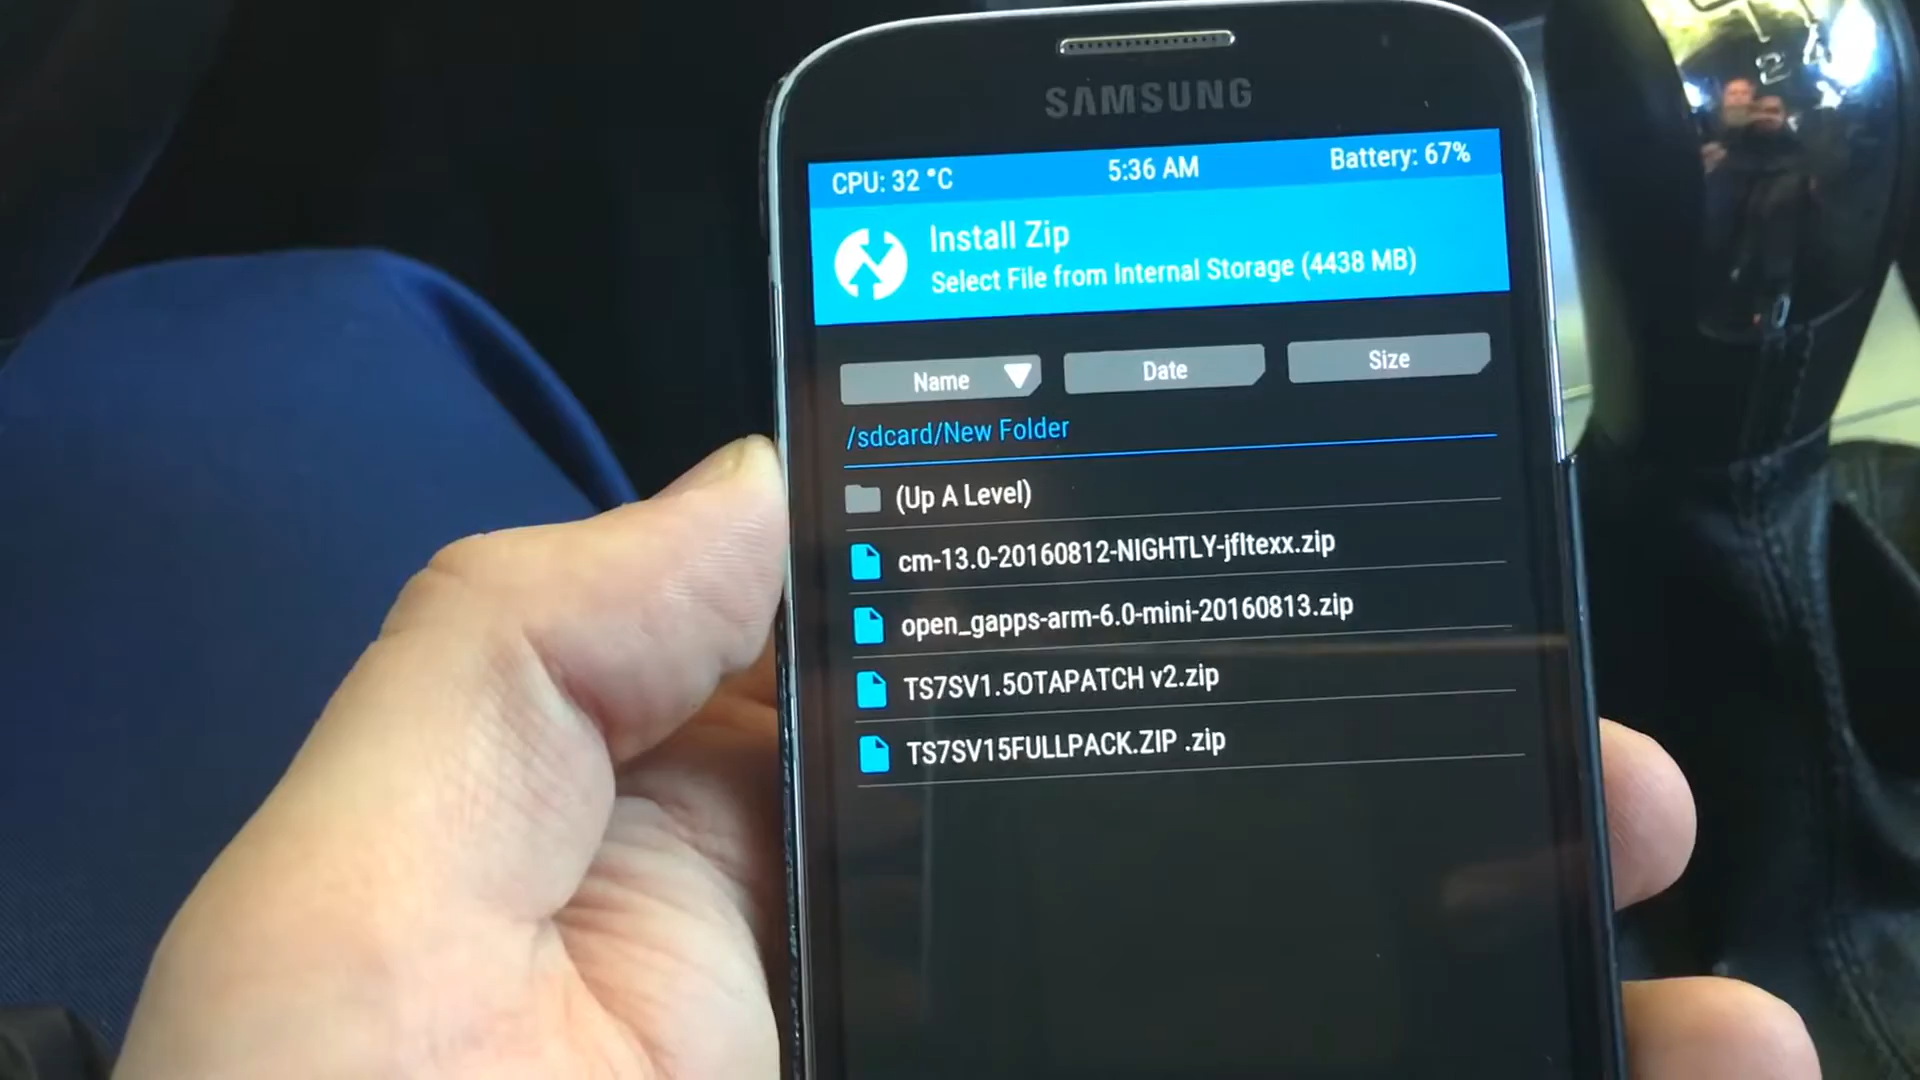 SAMSUNG
CPU: 32 °C 5:36 AM Battery: 67%
Install Zip
Select File from Internal Storage (4438 MB)
Name Date Size
/sdcard/New Folder
(Up A Level)
cm-13.0-20160812-NIGHTLY-jfltexx.zip
open_gapps-arm-6.0-mini-20160813.zip
TS7SV1.5OTAPATCH v2.zip
TS7SV15FULLPACK.ZIP .zip
2 4